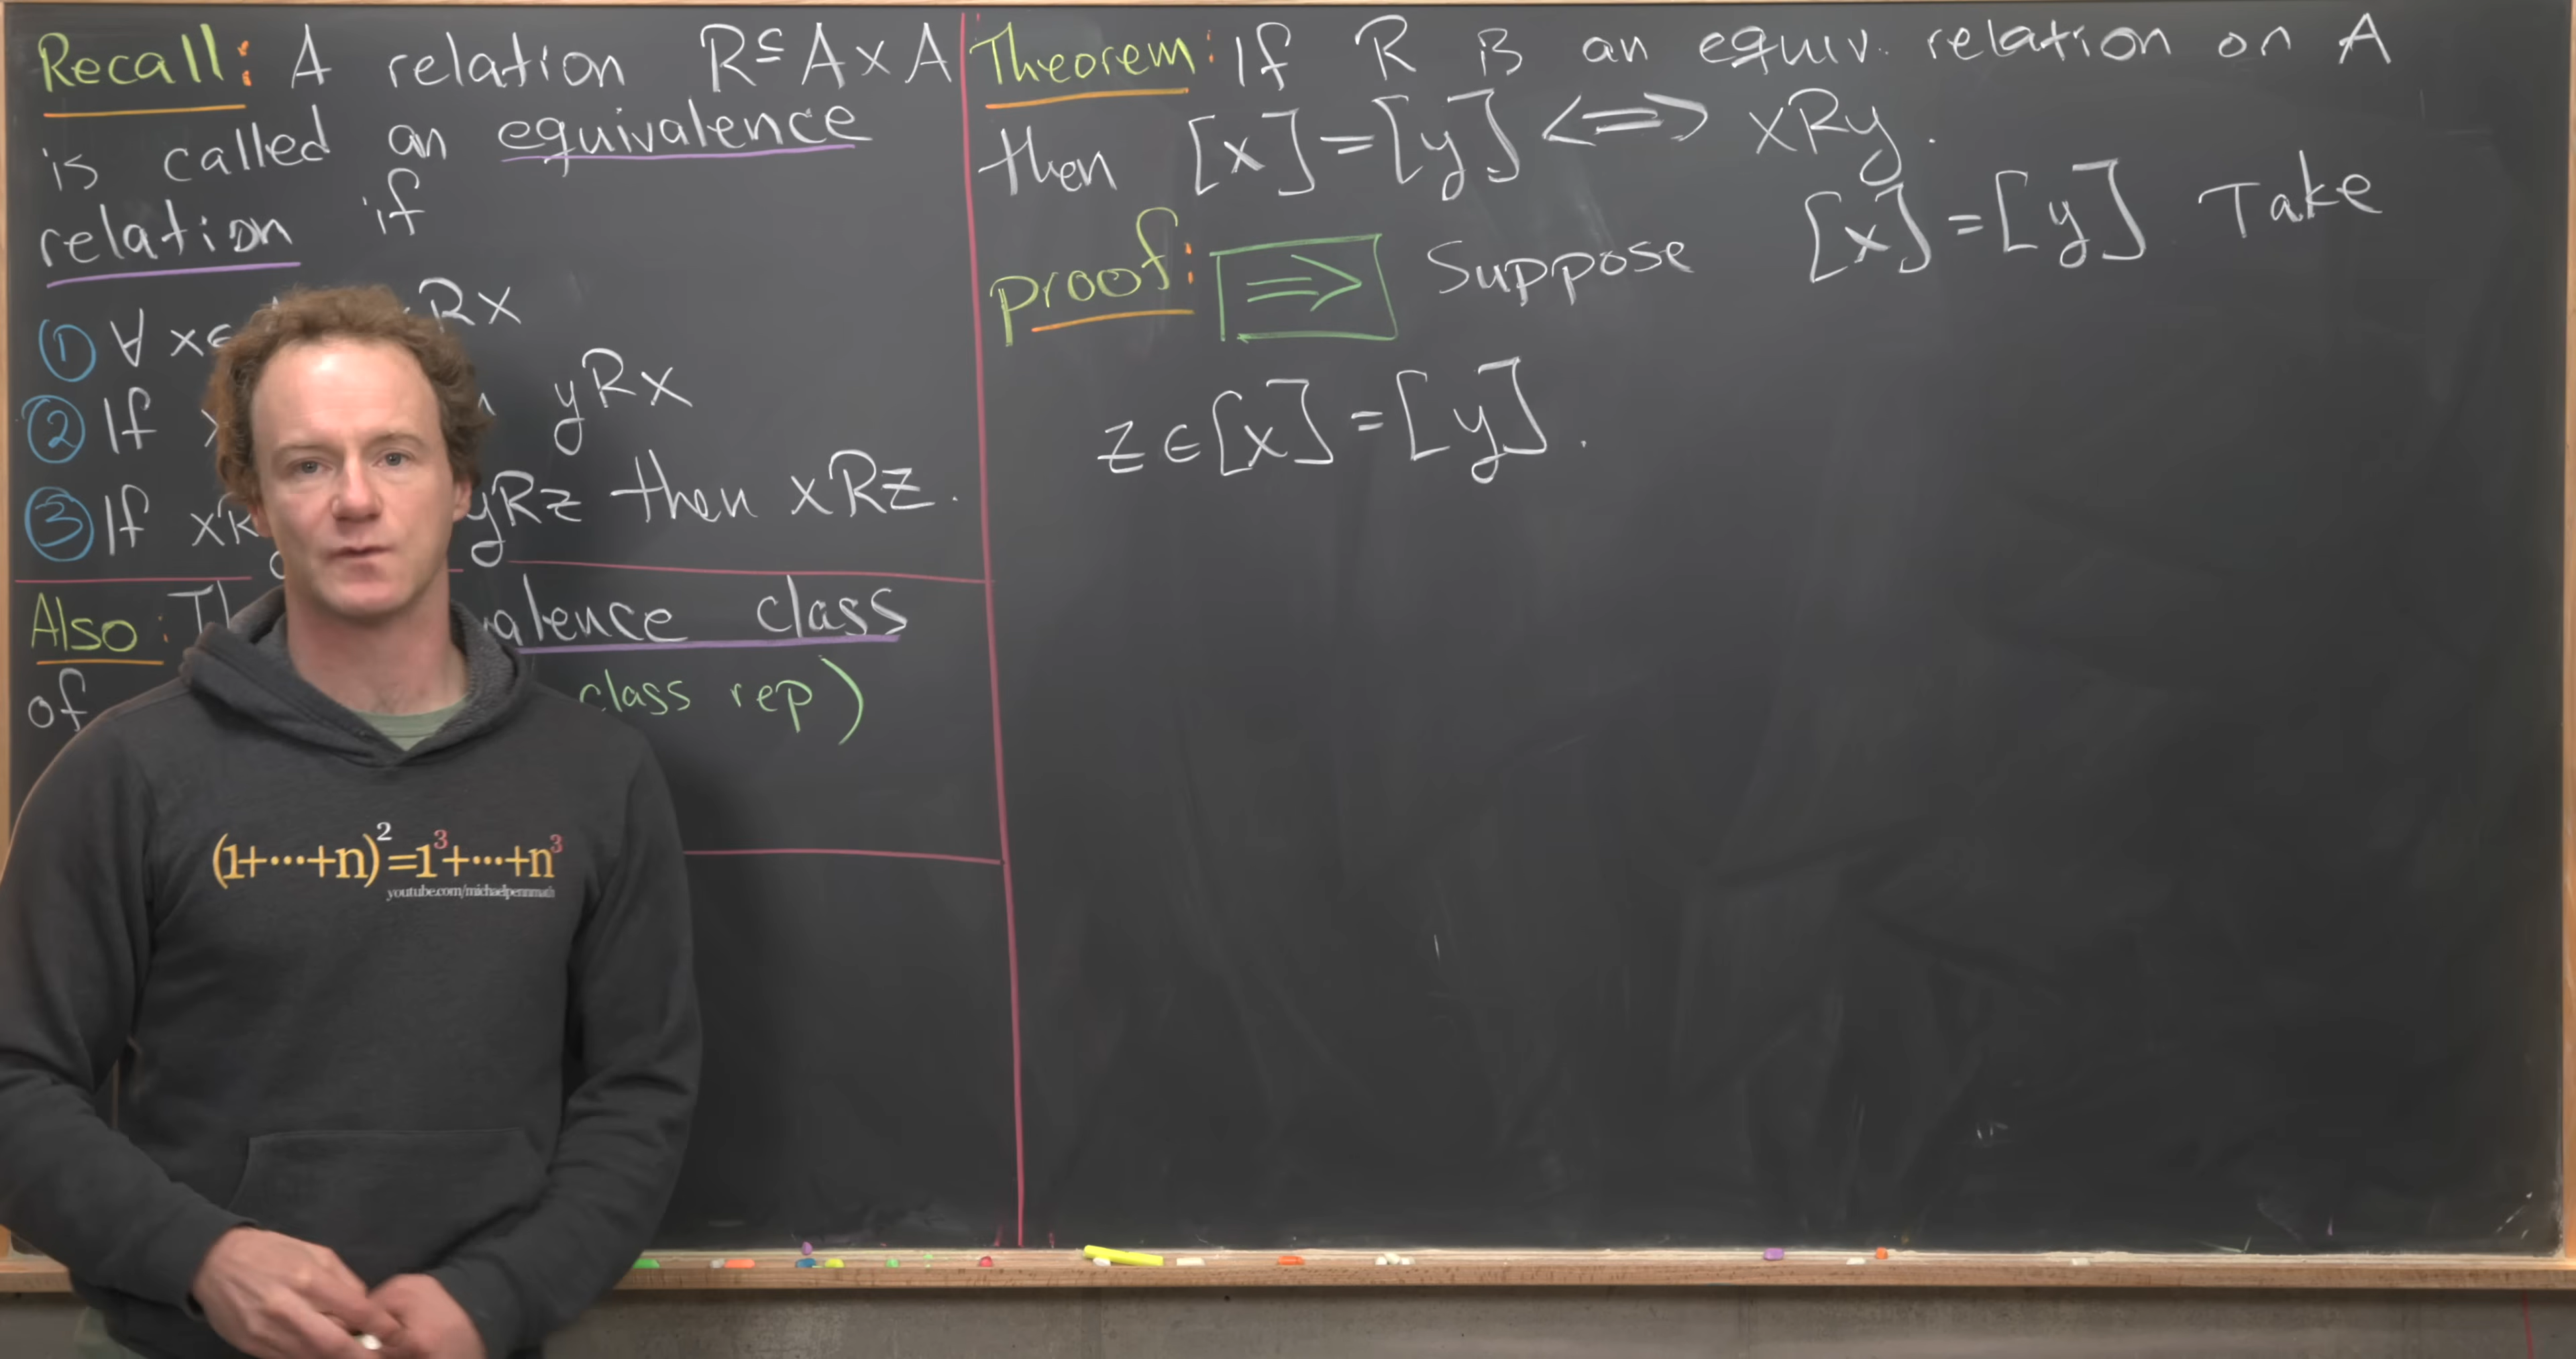 Recall: A relation R ⊆ A × A
is called an equivalence
relation if
① ∀ x ∈ Rx
② If yRx
③ If xR yRz then xRz.
Also: class
of class rep)
Theorem: If R is an equiv. relation on A
then [x] = [y] ⟺ xRy.
proof: ⟹ Suppose [x] = [y] Take
z ∈ [x] = [y].
(1+···+n)²=1³+···+n³
youtube.com/michaelpennmath